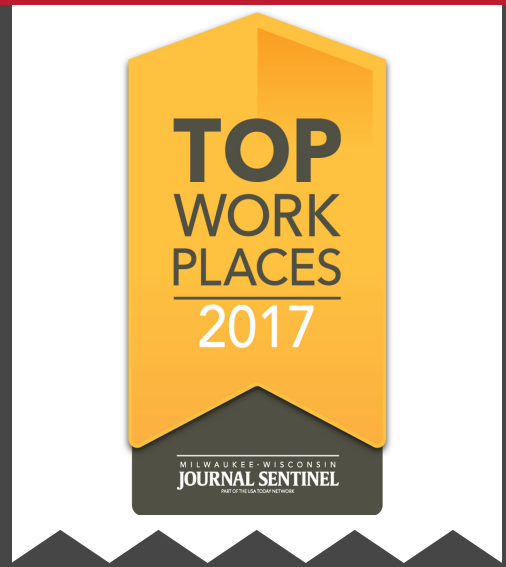 TOP
WORK
PLACES
2017
MILWAUKEE·WISCONSIN
JOURNAL SENTINEL
PART OF THE USA TODAY NETWORK